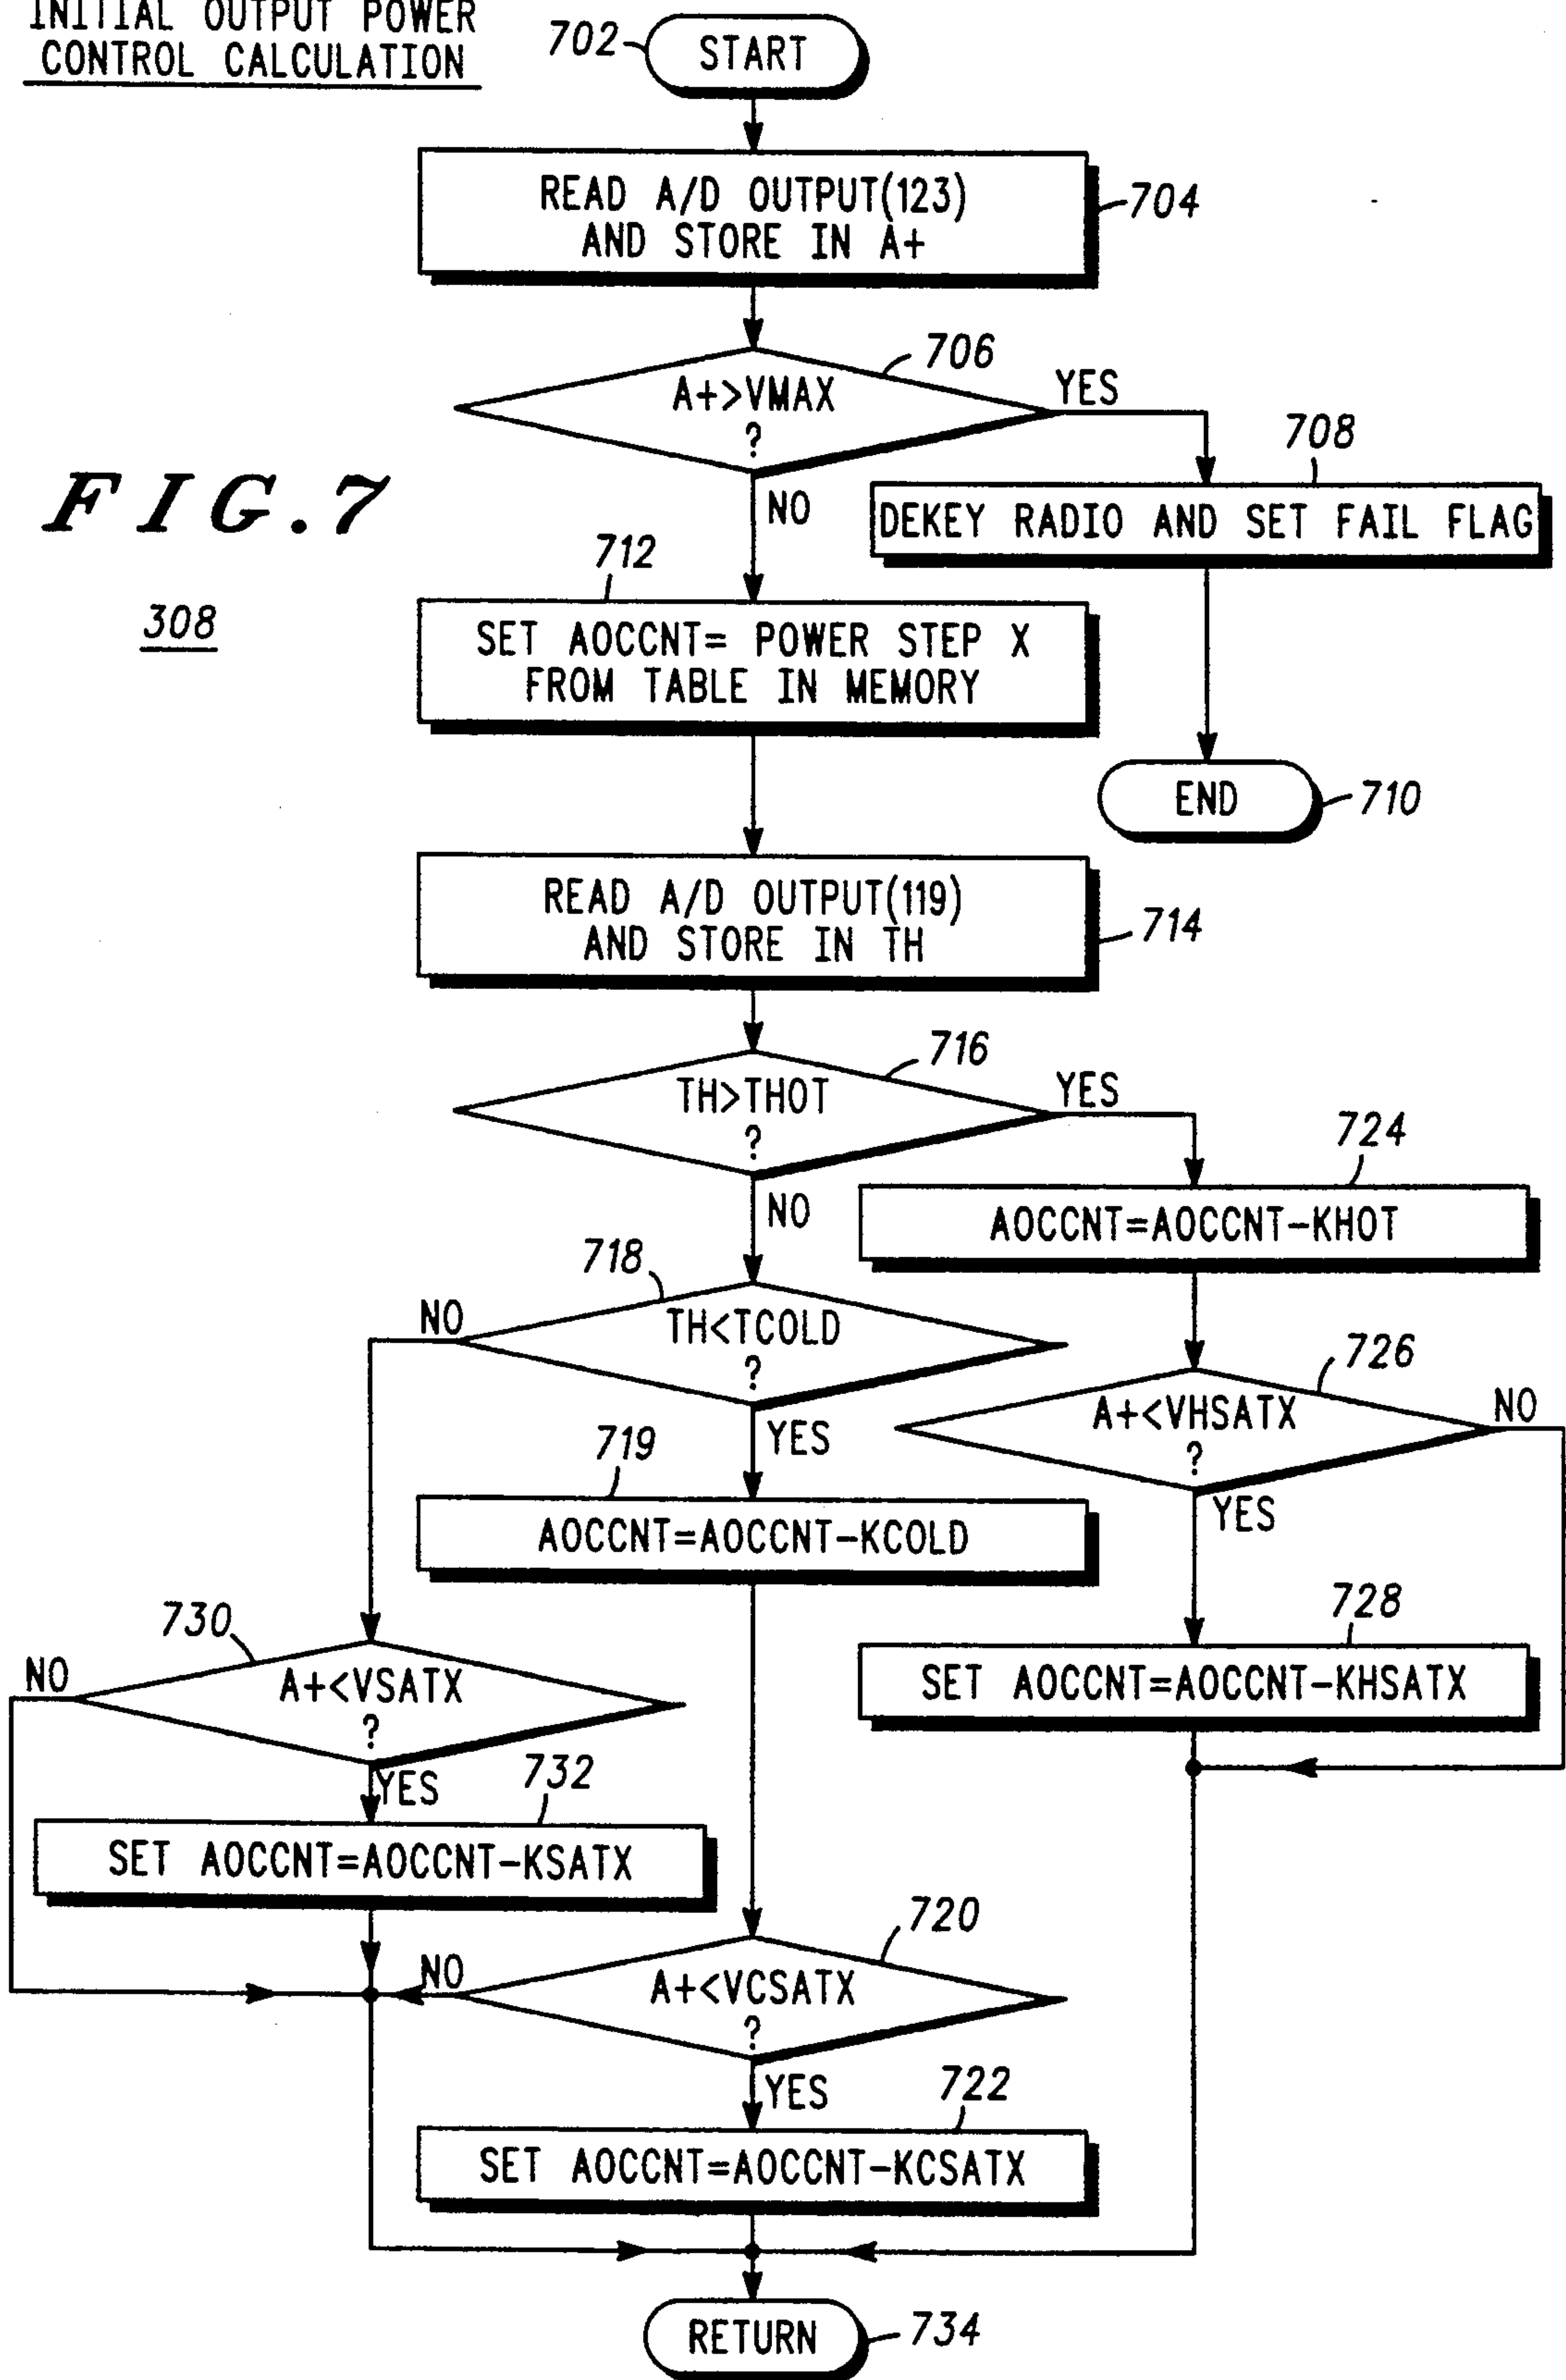 INITIAL OUTPUT POWER
CONTROL CALCULATION
702
START
READ A/D OUTPUT(123)
AND STORE IN A+
704
706
A+>VMAX
?
YES
NO
708
DEKEY RADIO AND SET FAIL FLAG
FIG.7
308
712
SET AOCCNT= POWER STEP X
FROM TABLE IN MEMORY
END
710
READ A/D OUTPUT(119)
AND STORE IN TH
714
716
TH>THOT
?
YES
NO
724
AOCCNT=AOCCNT-KHOT
718
NO
TH<TCOLD
?
YES
726
A+<VHSATX
?
NO
YES
719
AOCCNT=AOCCNT-KCOLD
728
SET AOCCNT=AOCCNT-KHSATX
730
NO
A+<VSATX
?
YES
732
SET AOCCNT=AOCCNT-KSATX
720
NO
A+<VCSATX
?
YES
722
SET AOCCNT=AOCCNT-KCSATX
RETURN
734